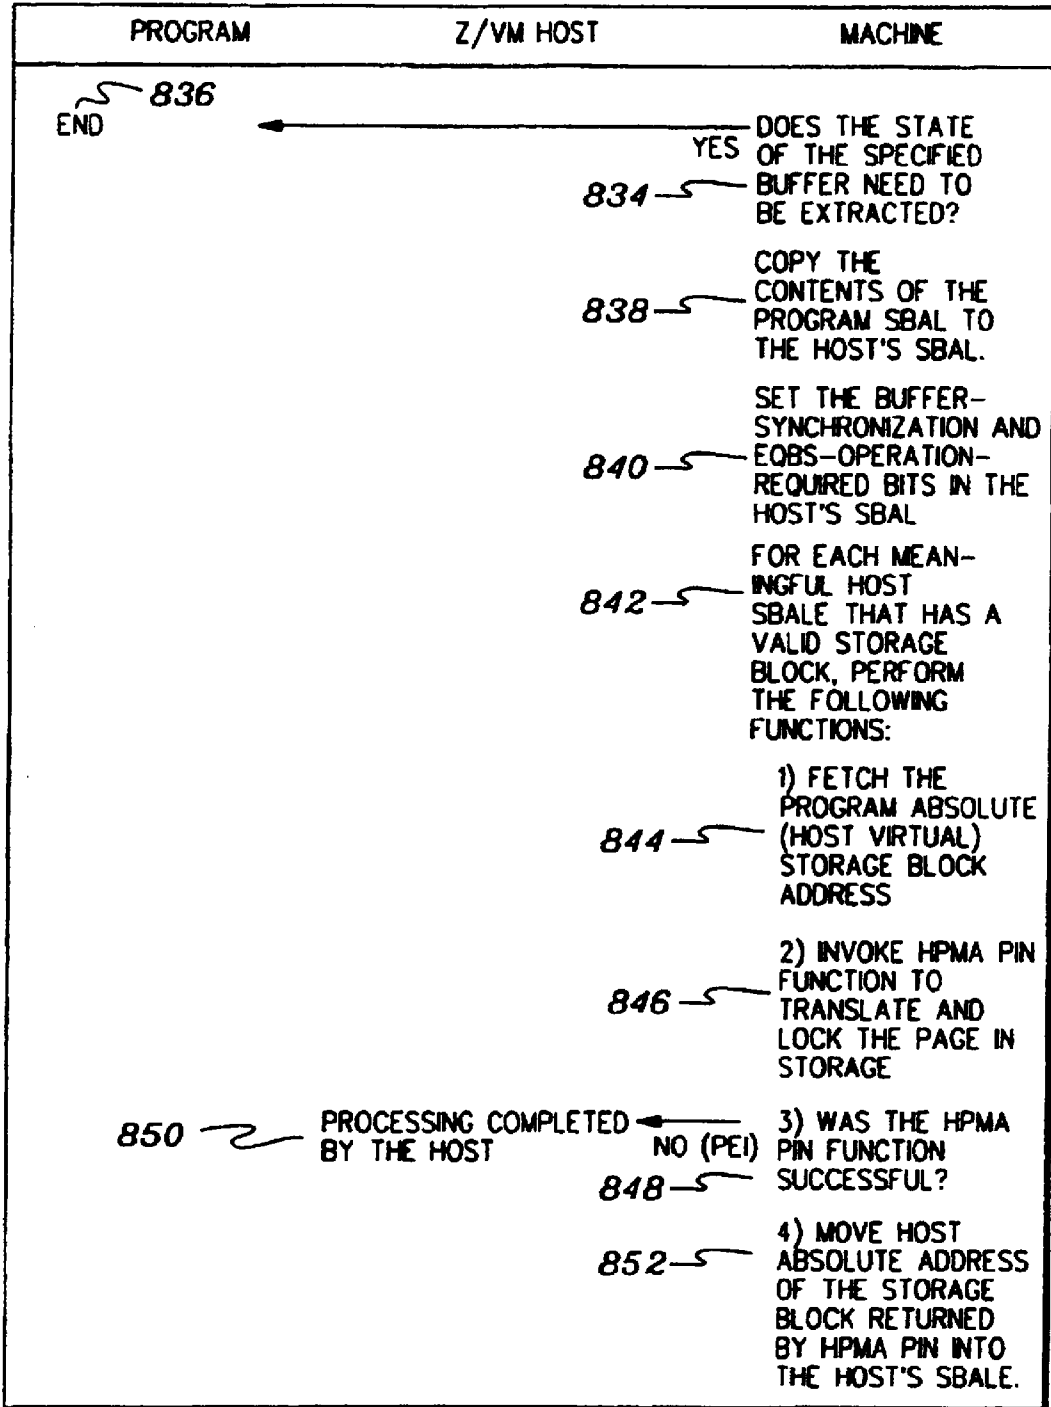 PROGRAM Z/VM HOST MACHINE
836
END
YES
DOES THE STATE
OF THE SPECIFIED
BUFFER NEED TO
BE EXTRACTED?
834
COPY THE
CONTENTS OF THE
PROGRAM SBAL TO
THE HOST'S SBAL.
838
SET THE BUFFER-
SYNCHRONIZATION AND
EQBS-OPERATION-
REQUIRED BITS IN THE
HOST'S SBAL
840
FOR EACH MEAN-
INGFUL HOST
SBALE THAT HAS A
VALID STORAGE
BLOCK, PERFORM
THE FOLLOWING
FUNCTIONS:
842
1) FETCH THE
PROGRAM ABSOLUTE
(HOST VIRTUAL)
STORAGE BLOCK
ADDRESS
844
2) INVOKE HPMA PIN
FUNCTION TO
TRANSLATE AND
LOCK THE PAGE IN
STORAGE
846
850
PROCESSING COMPLETED
BY THE HOST
NO (PEI)
3) WAS THE HPMA
PIN FUNCTION
SUCCESSFUL?
848
4) MOVE HOST
ABSOLUTE ADDRESS
OF THE STORAGE
BLOCK RETURNED
BY HPMA PIN INTO
THE HOST'S SBALE.
852